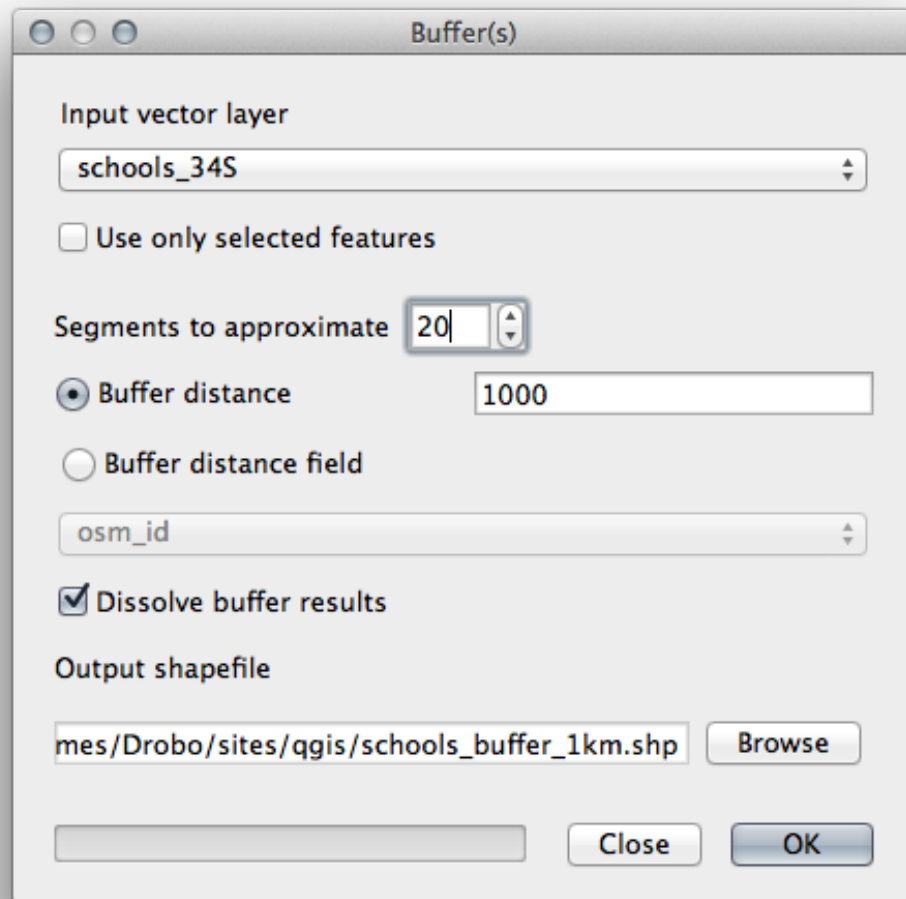 Buffer(s)
Input vector layer
schools_34S
Use only selected features
Segments to approximate 20
Buffer distance 1000
Buffer distance field
osm_id
Dissolve buffer results
Output shapefile
mes/Drobo/sites/qgis/schools_buffer_1km.shp Browse
Close OK